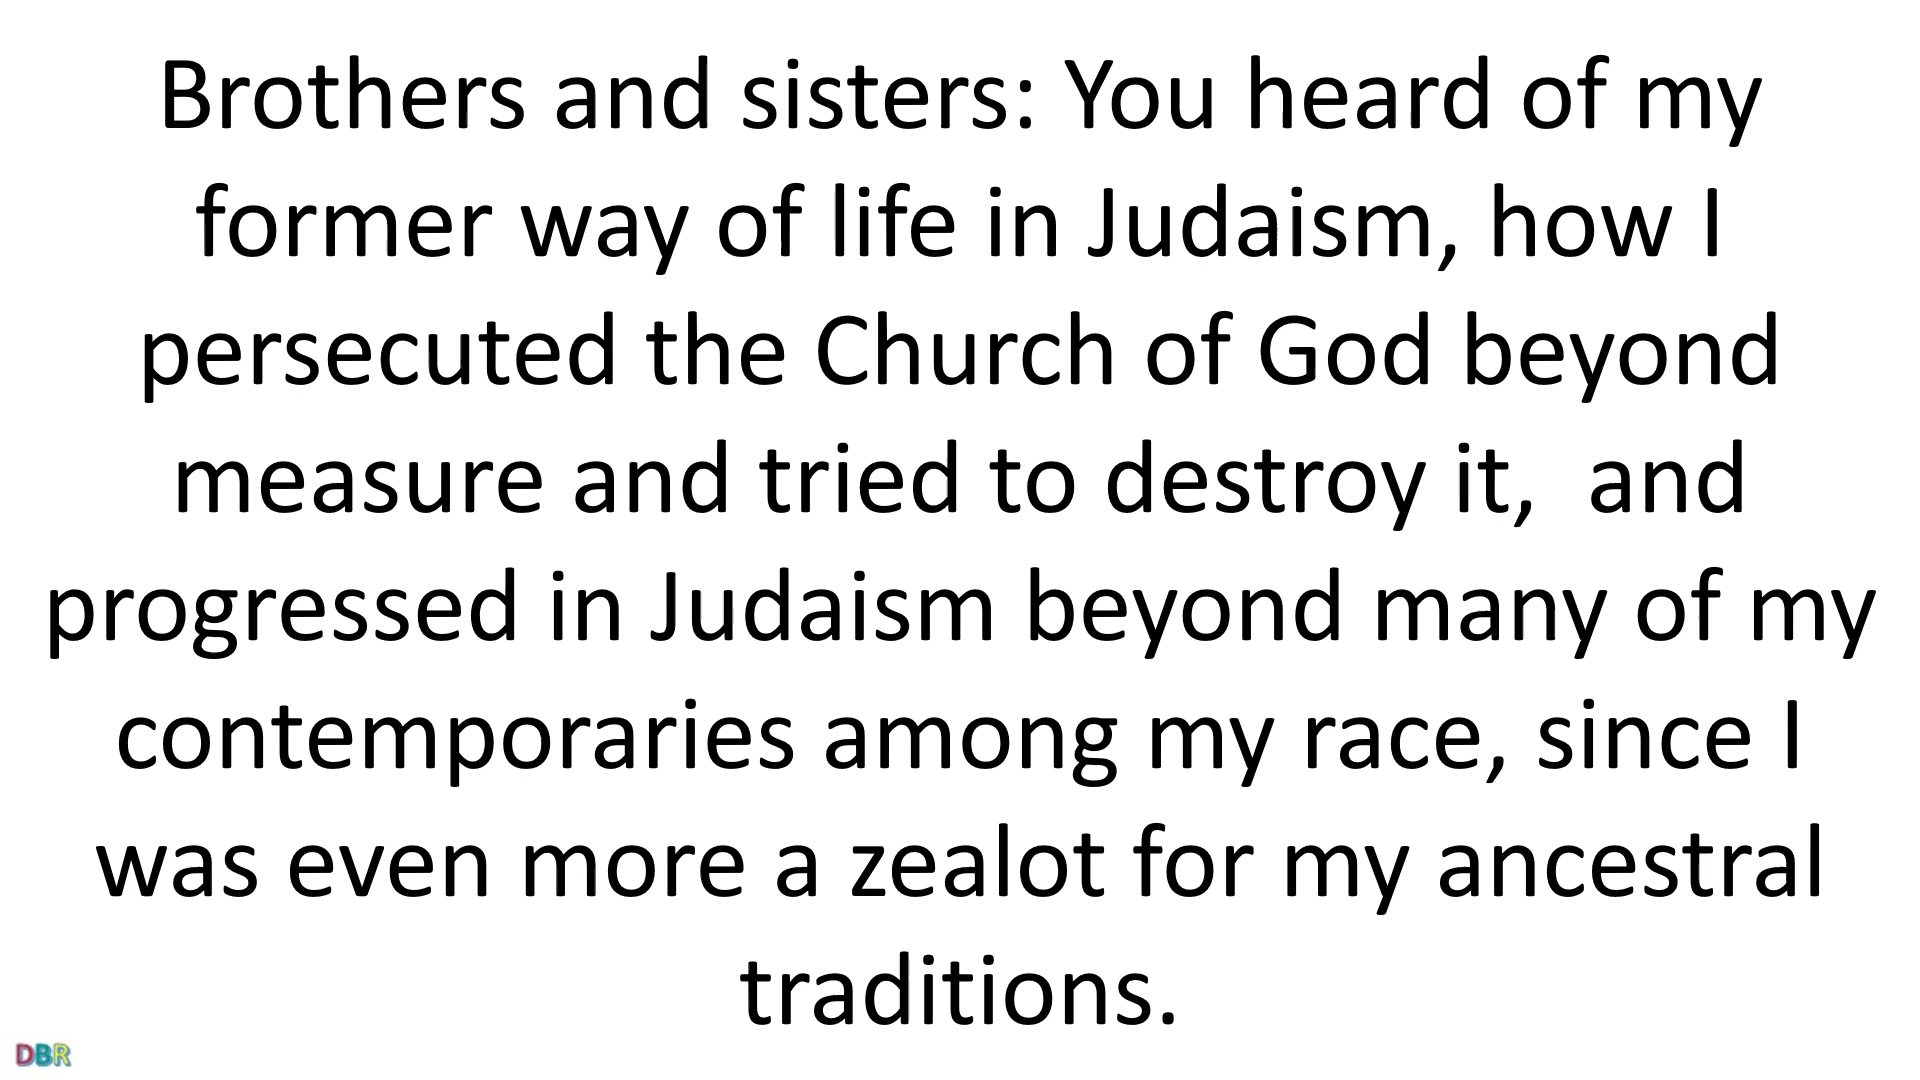 Brothers and sisters: You heard of my
former way of life in Judaism, how I
persecuted the Church of God beyond
measure and tried to destroy it,  and
progressed in Judaism beyond many of my
contemporaries among my race, since I
was even more a zealot for my ancestral
traditions.
DBR